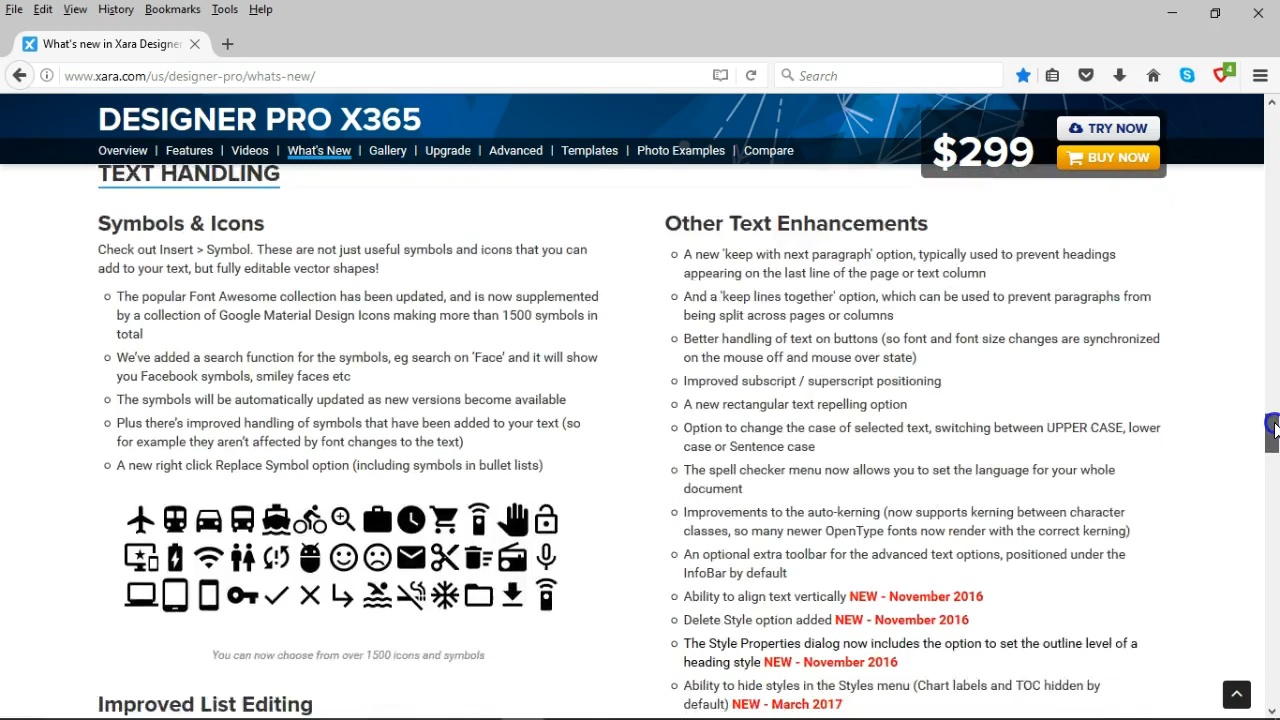 File Edit View History Bookmarks Tools Help
What's new in Xara Designer
www.xara.com/us/designer-pro/whats-new/
Search
4
DESIGNER PRO X365
Overview | Features | Videos | What's New | Gallery | Upgrade | Advanced | Templates | Photo Examples | Compare
$299
TRY NOW
BUY NOW
TEXT HANDLING
Symbols & Icons
Check out Insert > Symbol. These are not just useful symbols and icons that you can
add to your text, but fully editable vector shapes!
The popular Font Awesome collection has been updated, and is now supplemented
by a collection of Google Material Design Icons making more than 1500 symbols in
total
We've added a search function for the symbols, eg search on 'Face' and it will show
you Facebook symbols, smiley faces etc
The symbols will be automatically updated as new versions become available
Plus there's improved handling of symbols that have been added to your text (so
for example they aren't affected by font changes to the text)
A new right click Replace Symbol option (including symbols in bullet lists)
You can now choose from over 1500 icons and symbols
Improved List Editing
Other Text Enhancements
A new 'keep with next paragraph' option, typically used to prevent headings
appearing on the last line of the page or text column
And a 'keep lines together' option, which can be used to prevent paragraphs from
being split across pages or columns
Better handling of text on buttons (so font and font size changes are synchronized
on the mouse off and mouse over state)
Improved subscript / superscript positioning
A new rectangular text repelling option
Option to change the case of selected text, switching between UPPER CASE, lower
case or Sentence case
The spell checker menu now allows you to set the language for your whole
document
Improvements to the auto-kerning (now supports kerning between character
classes, so many newer OpenType fonts now render with the correct kerning)
An optional extra toolbar for the advanced text options, positioned under the
InfoBar by default
Ability to align text vertically NEW - November 2016
Delete Style option added NEW - November 2016
The Style Properties dialog now includes the option to set the outline level of a
heading style NEW - November 2016
Ability to hide styles in the Styles menu (Chart labels and TOC hidden by
default) NEW - March 2017